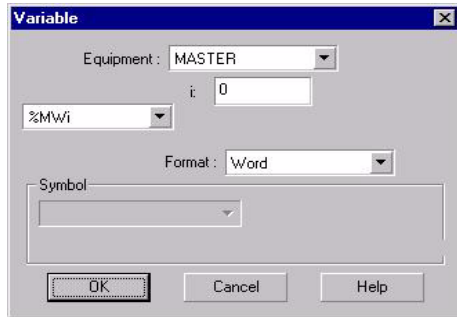 Variable
Equipment : MASTER
i: 0
%MWi
Format : Word
Symbol
OK Cancel Help